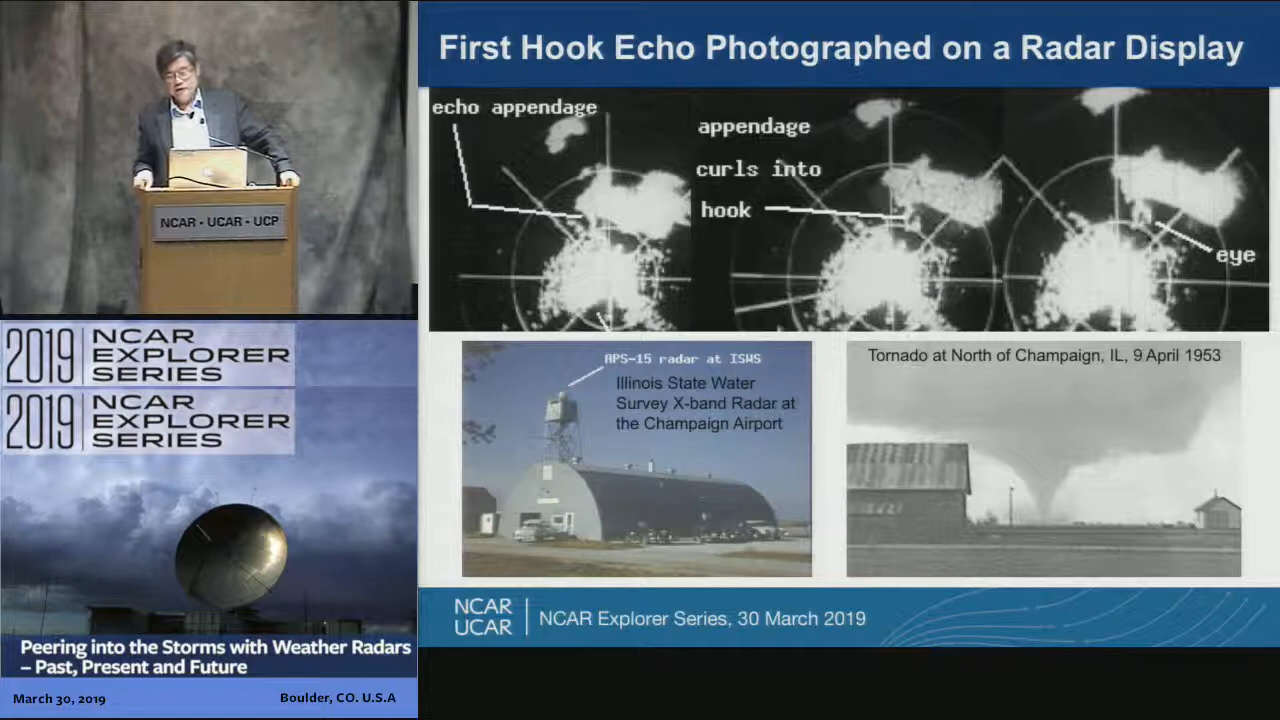 NCAR • UCAR • UCP
2019 NCAR
EXPLORER
SERIES
2019 NCAR
EXPLORER
SERIES
Peering into the Storms with Weather Radars
– Past, Present and Future
March 30, 2019
Boulder, CO. U.S.A
First Hook Echo Photographed on a Radar Display
echo appendage
appendage
curls into
hook
eye
APS-15 radar at ISWS
Illinois State Water
Survey X-band Radar at
the Champaign Airport
Tornado at North of Champaign, IL, 9 April 1953
NCAR
UCAR
NCAR Explorer Series, 30 March 2019